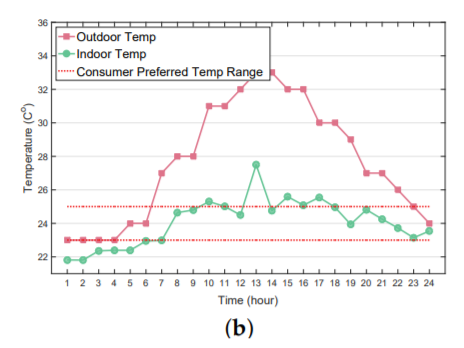 36
34
32
30
28
26
24
22
Temperature (C°)
Outdoor Temp
Indoor Temp
Consumer Preferred Temp Range
1 2 3 4 5 6 7 8 9 10 11 12 13 14 15 16 17 18 19 20 21 22 23 24
Time (hour)
(b)